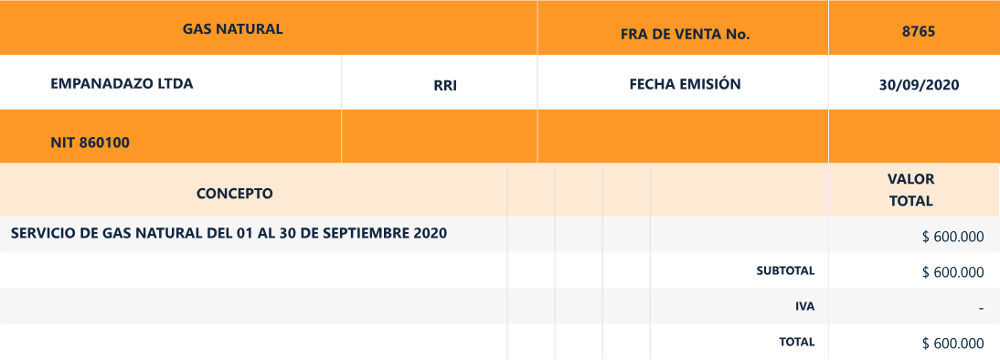 GAS NATURAL FRA DE VENTA No. 8765
EMPANADAZO LTDA RRI FECHA EMISIÓN 30/09/2020
NIT 860100
CONCEPTO VALOR
TOTAL
SERVICIO DE GAS NATURAL DEL 01 AL 30 DE SEPTIEMBRE 2020 $ 600.000
SUBTOTAL $ 600.000
IVA -
TOTAL $ 600.000